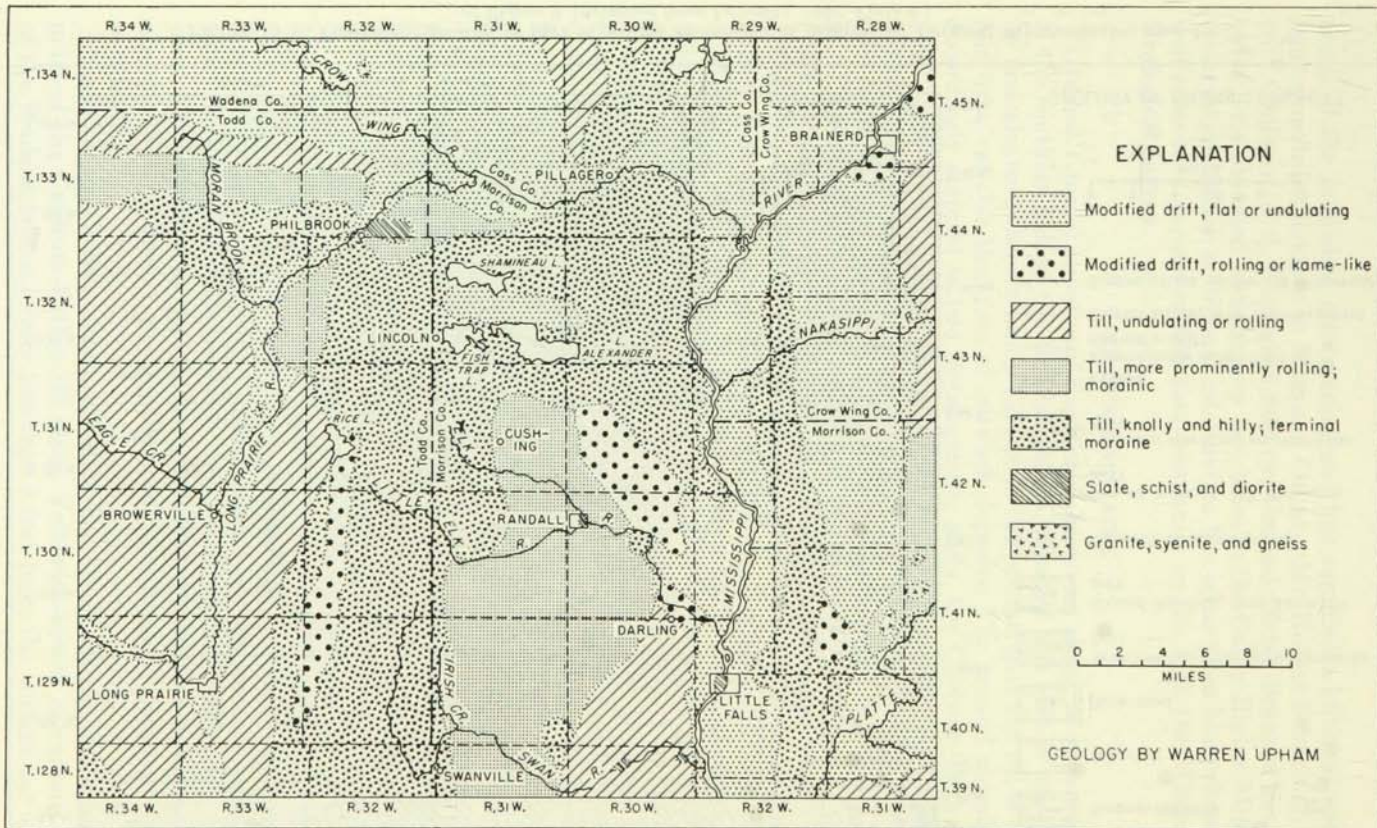 R.34 W. R.33 W. R.32 W. R.31 W. R.30 W. R.29 W. R.28 W.
T.134 N.
T.133 N.
T.132 N.
T.131 N.
T.130 N.
T.129 N.
T.128 N.
CROW
WING
R.
Wadena Co.
Todd Co.
Cass Co.
Crow Wing Co.
BRAINERD
RIVER
MORAN
BROOK
Cass Co.
Morrison
Co.
PILLAGER
PHILBROOK
SHAMINEAU L.
NAKASIPPI R.
LINCOLN
L.
ALEXANDER
FISH
TRAP
L.
LONG PRAIRIE R.
RICE L.
Crow Wing Co.
Morrison Co.
EAGLE CR.
Todd Co.
Morrison Co.
ELK
CUSH-
ING
BROWERVILLE
LITTLE
ELK
R.
RANDALL
R.
MISSISSIPPI
DARLING
LONG PRAIRIE
FISH CR.
LITTLE
FALLS
PLATTE
R.
SWANVILLE
SWAN
R.
T.45 N.
T.44 N.
T.43 N.
T.42 N.
T.41 N.
T.40 N.
T.39 N.
R.34 W. R.33 W. R.32 W. R.31 W. R.30 W. R.32 W. R.31 W.
EXPLANATION
Modified drift, flat or undulating
Modified drift, rolling or kame-like
Till, undulating or rolling
Till, more prominently rolling;
morainic
Till, knolly and hilly; terminal
moraine
Slate, schist, and diorite
Granite, syenite, and gneiss
0 2 4 6 8 10
MILES
GEOLOGY BY WARREN UPHAM